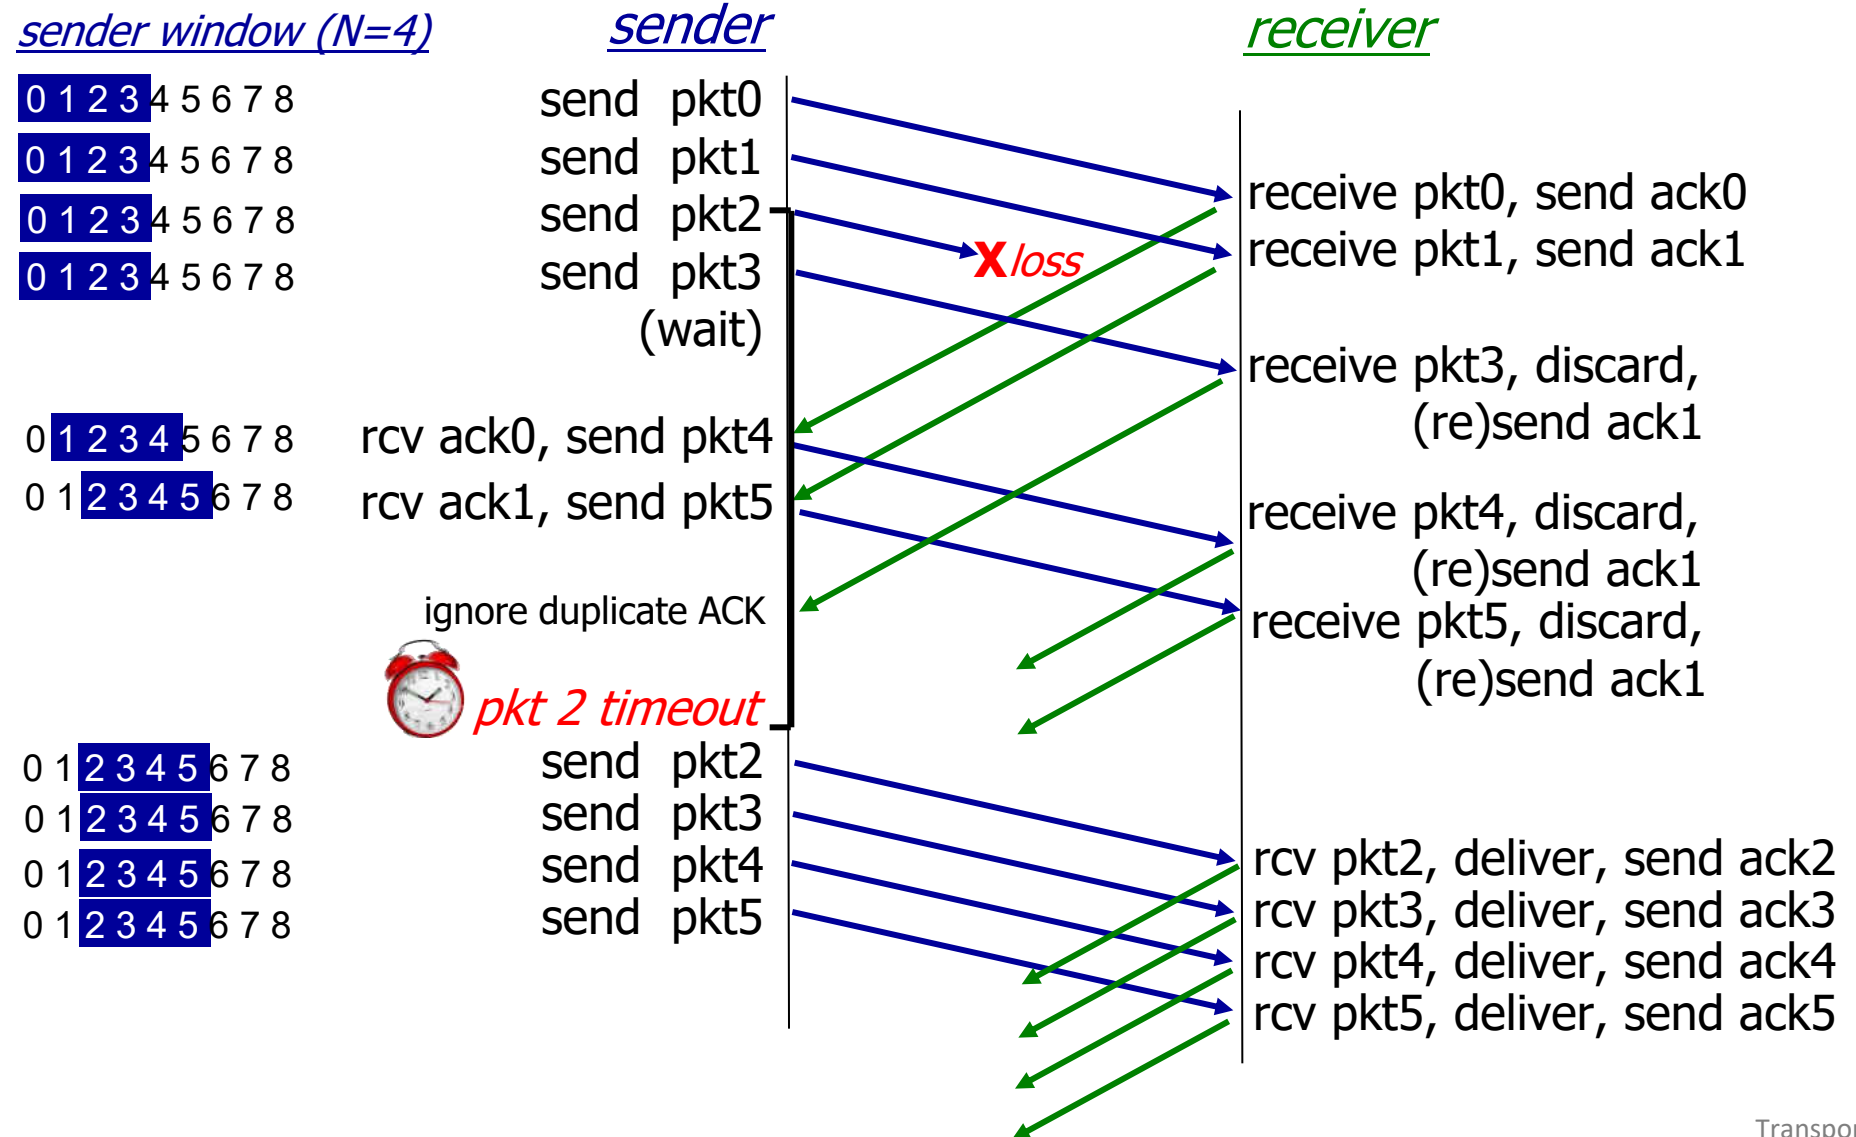 sender window (N=4)
sender
receiver
0 1 2 3 4 5 6 7 8
send pkt0
0 1 2 3 4 5 6 7 8
send pkt1
0 1 2 3 4 5 6 7 8
send pkt2
0 1 2 3 4 5 6 7 8
send pkt3
(wait)
X loss
receive pkt0, send ack0
receive pkt1, send ack1
receive pkt3, discard,
(re)send ack1
0 1 2 3 4 5 6 7 8
rcv ack0, send pkt4
0 1 2 3 4 5 6 7 8
rcv ack1, send pkt5
receive pkt4, discard,
(re)send ack1
ignore duplicate ACK
receive pkt5, discard,
(re)send ack1
pkt 2 timeout
0 1 2 3 4 5 6 7 8
send pkt2
0 1 2 3 4 5 6 7 8
send pkt3
0 1 2 3 4 5 6 7 8
send pkt4
0 1 2 3 4 5 6 7 8
send pkt5
rcv pkt2, deliver, send ack2
rcv pkt3, deliver, send ack3
rcv pkt4, deliver, send ack4
rcv pkt5, deliver, send ack5